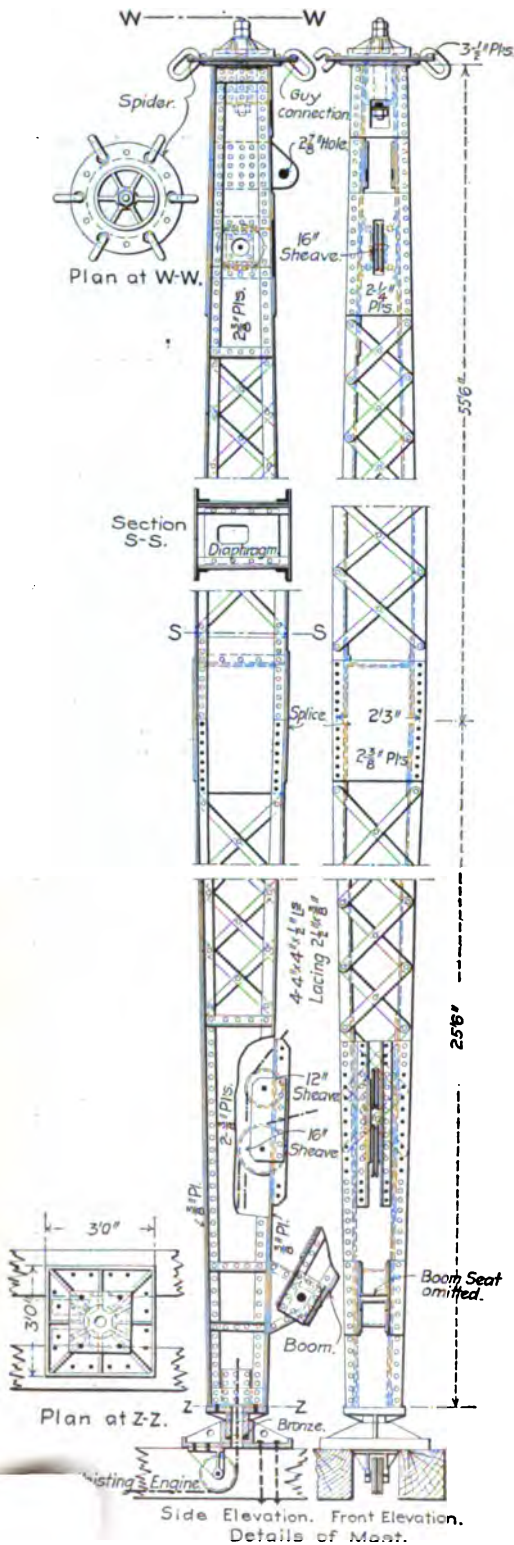 W W
3-1/2" Pls.
Spider.
Guy connection.
2 7/8" Hole.
16" Sheave
Plan at W-W.
2 3/8" Pls.
2-1/4" Pls.
55'6"
Section S-S.
Diaphragm.
S S
Splice
2'3"
2-3/8" Pls
4-4"x4"x1/2" Ls
Lacing 2 1/2"x3/8"
25'6"
2-3/8" Pls.
12" Sheave
16" Sheave
3/8" Pl.
3/8" Pl.
3'0"
3'0"
Boom Seat omitted.
Boom.
Plan at Z-Z.
Z Z
Bronze.
Engine
Side Elevation. Front Elevation.
Details of Mast.